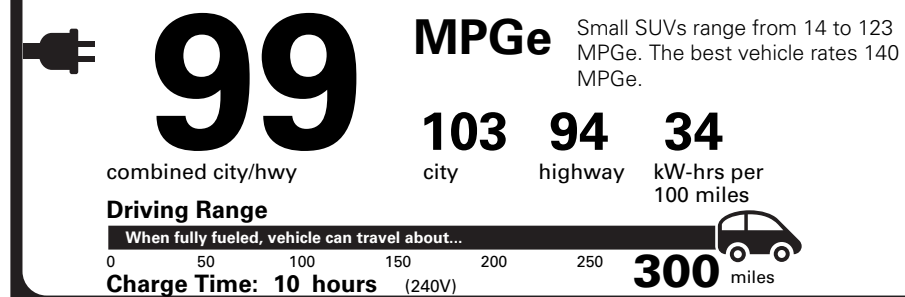 99
MPGe
Small SUVs range from 14 to 123
MPGe. The best vehicle rates 140
MPGe.
combined city/hwy
103
city
94
highway
34
kW-hrs per
100 miles
Driving Range
When fully fueled, vehicle can travel about...
0 50 100 150 200 250 300 miles
Charge Time: 10 hours (240V)